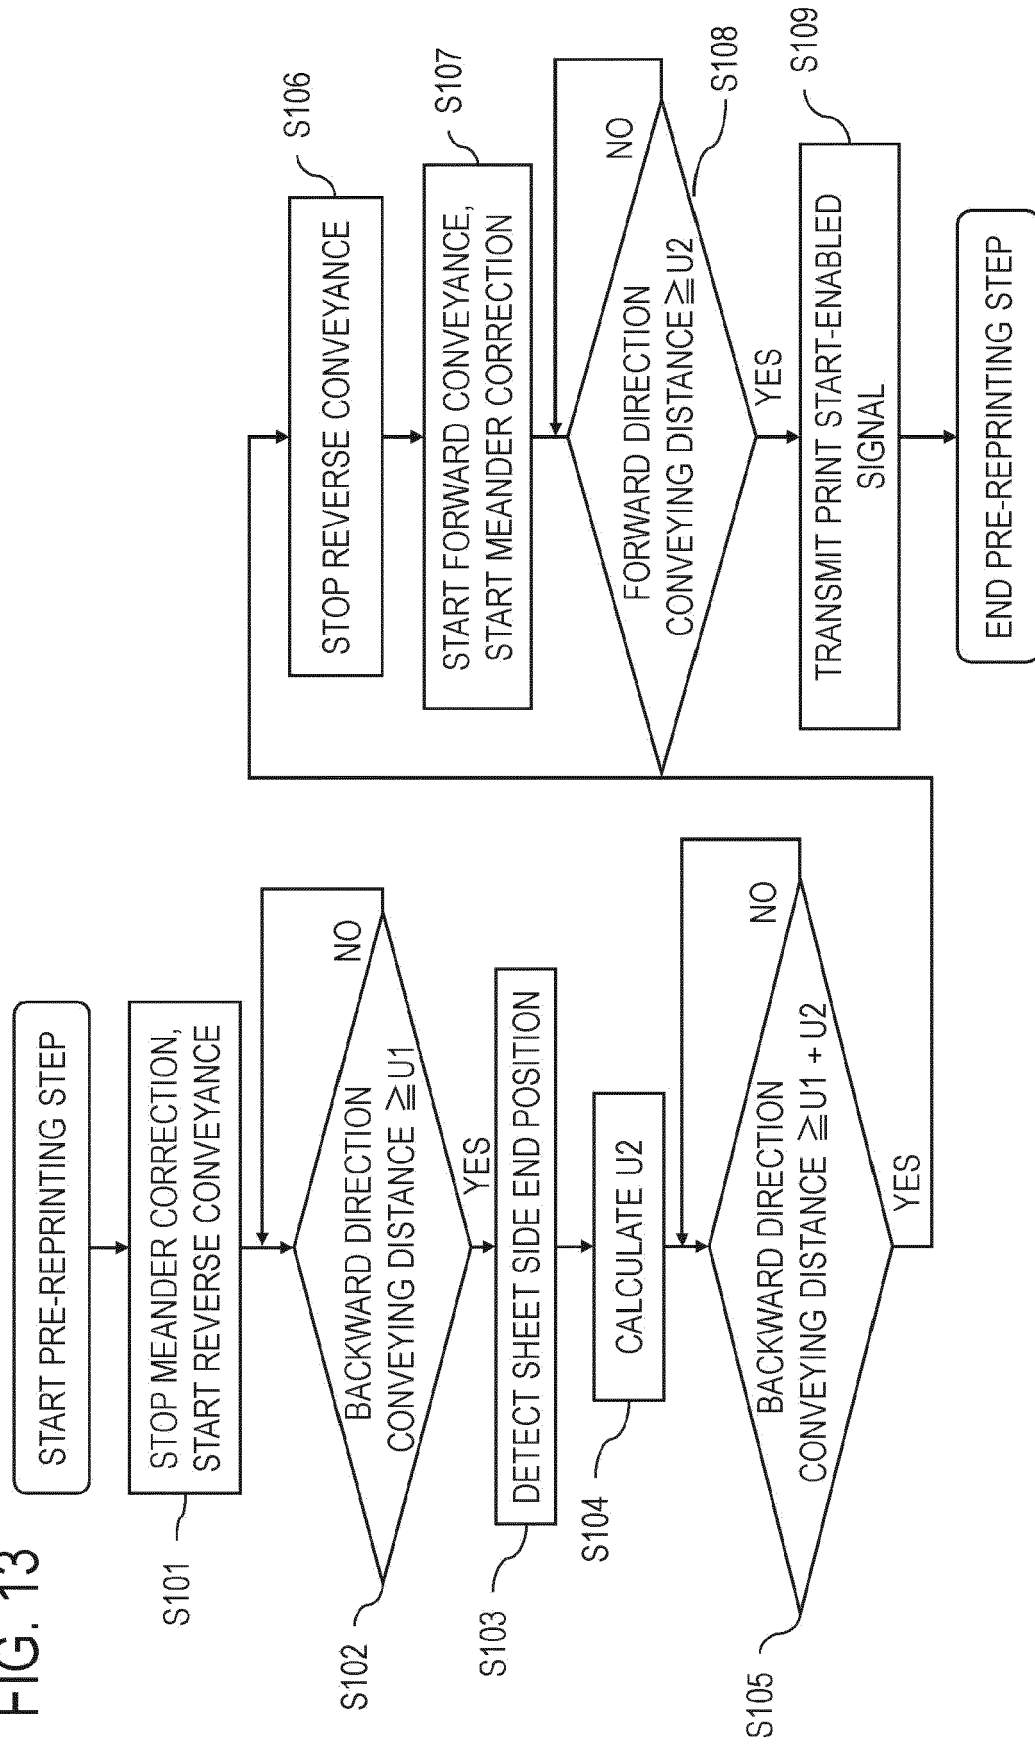 FIG. 13
START PRE-REPRINTING STEP
STOP MEANDER CORRECTION,
START REVERSE CONVEYANCE
S101
BACKWARD DIRECTION
CONVEYING DISTANCE ≧U1
NO
YES
S102
DETECT SHEET SIDE END POSITION
S103
CALCULATE U2
S104
BACKWARD DIRECTION
CONVEYING DISTANCE ≧U1 + U2
NO
YES
S105
STOP REVERSE CONVEYANCE
S106
START FORWARD CONVEYANCE,
START MEANDER CORRECTION
S107
FORWARD DIRECTION
CONVEYING DISTANCE≧U2
NO
YES
S108
TRANSMIT PRINT START-ENABLED
SIGNAL
S109
END PRE-REPRINTING STEP